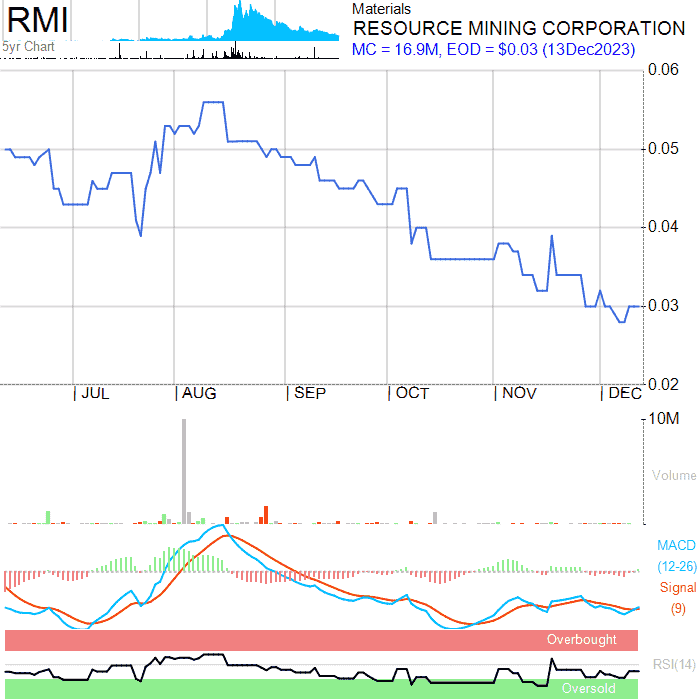 RMI
5yr Chart
Materials
RESOURCE MINING CORPORATION
MC = 16.9M, EOD = $0.03 (13Dec2023)
0.06
0.05
0.04
0.03
0.02
| JUL | AUG | SEP | OCT | NOV | DEC
10M
Volume
MACD
(12-26)
Signal
(9)
Overbought
RSI(14)
Oversold